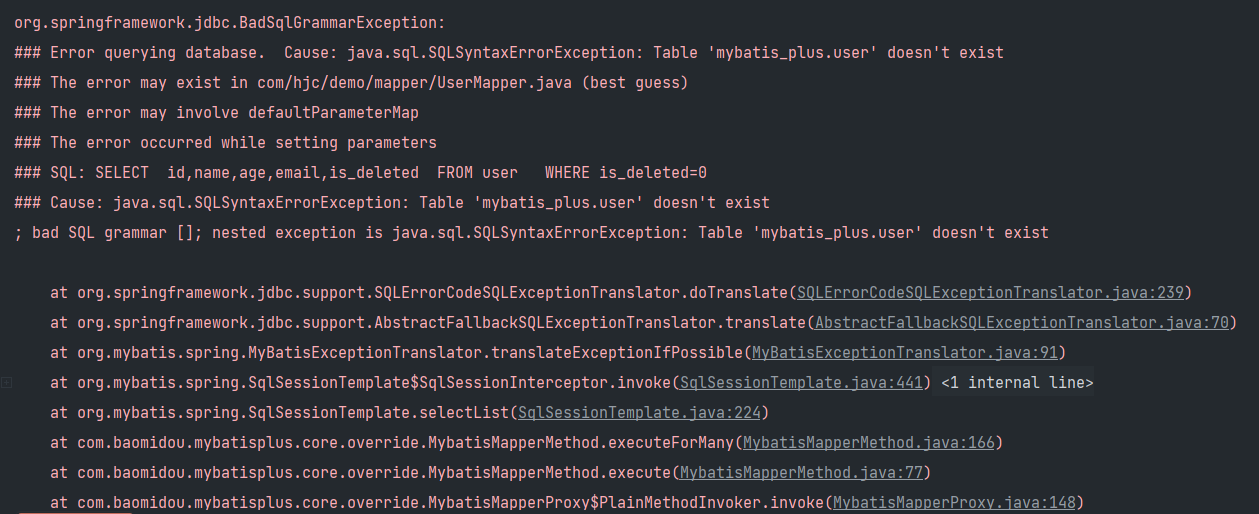 org.springframework.jdbc.BadSqlGrammarException:
### Error querying database.  Cause: java.sql.SQLSyntaxErrorException: Table 'mybatis_plus.user' doesn't exist
### The error may exist in com/hjc/demo/mapper/UserMapper.java (best guess)
### The error may involve defaultParameterMap
### The error occurred while setting parameters
### SQL: SELECT  id,name,age,email,is_deleted  FROM user   WHERE is_deleted=0
### Cause: java.sql.SQLSyntaxErrorException: Table 'mybatis_plus.user' doesn't exist
; bad SQL grammar []; nested exception is java.sql.SQLSyntaxErrorException: Table 'mybatis_plus.user' doesn't exist
at org.springframework.jdbc.support.SQLErrorCodeSQLExceptionTranslator.doTranslate(SQLErrorCodeSQLExceptionTranslator.java:239)
at org.springframework.jdbc.support.AbstractFallbackSQLExceptionTranslator.translate(AbstractFallbackSQLExceptionTranslator.java:70)
at org.mybatis.spring.MyBatisExceptionTranslator.translateExceptionIfPossible(MyBatisExceptionTranslator.java:91)
at org.mybatis.spring.SqlSessionTemplate$SqlSessionInterceptor.invoke(SqlSessionTemplate.java:441) <1 internal line>
at org.mybatis.spring.SqlSessionTemplate.selectList(SqlSessionTemplate.java:224)
at com.baomidou.mybatisplus.core.override.MybatisMapperMethod.executeForMany(MybatisMapperMethod.java:166)
at com.baomidou.mybatisplus.core.override.MybatisMapperMethod.execute(MybatisMapperMethod.java:77)
at com.baomidou.mybatisplus.core.override.MybatisMapperProxy$PlainMethodInvoker.invoke(MybatisMapperProxy.java:148)